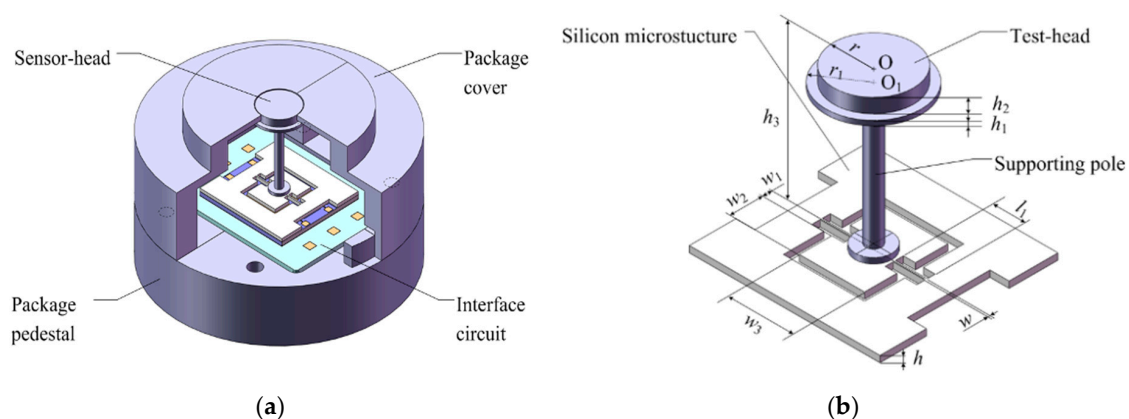 Sensor-head
Package
cover
Package
pedestal
Interface
circuit
(a)
Silicon microstucture
Test-head
r
O
r1
O1
h2
h1
h3
Supporting pole
w1
w2
l1
w3
w
h
(b)